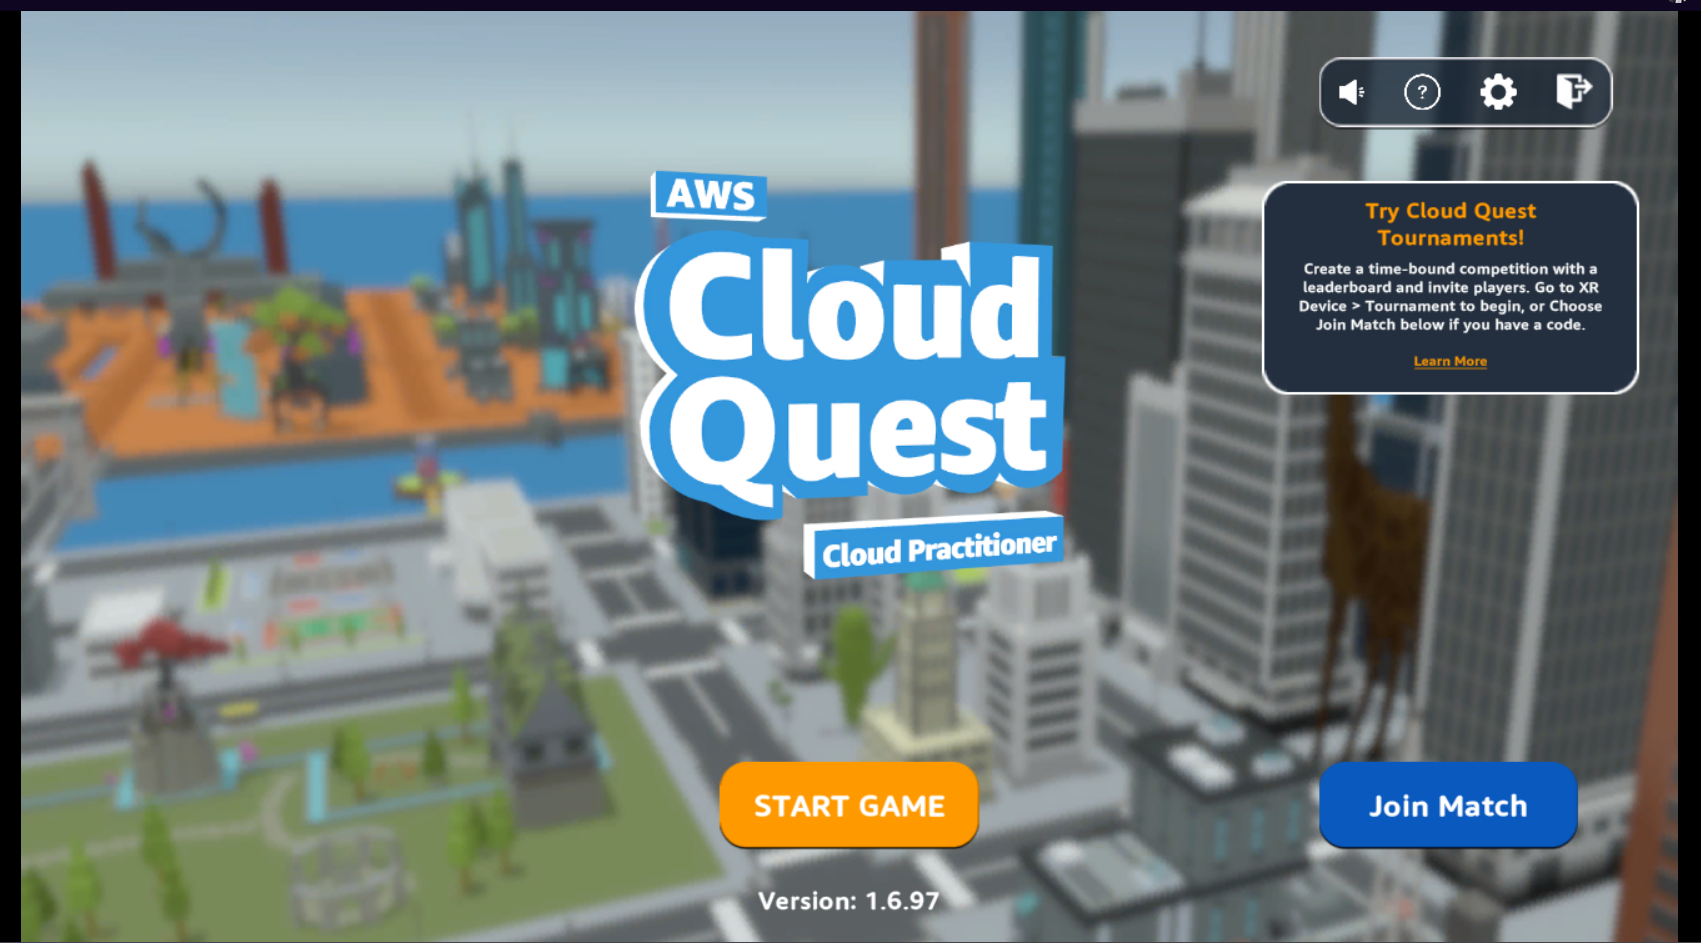 AWS
Cloud
Quest
Cloud Practitioner
?
Try Cloud Quest
Tournaments!
Create a time-bound competition with a
leaderboard and invite players. Go to XR
Device > Tournament to begin, or Choose
Join Match below if you have a code.
Learn More
START GAME
Join Match
Version: 1.6.97